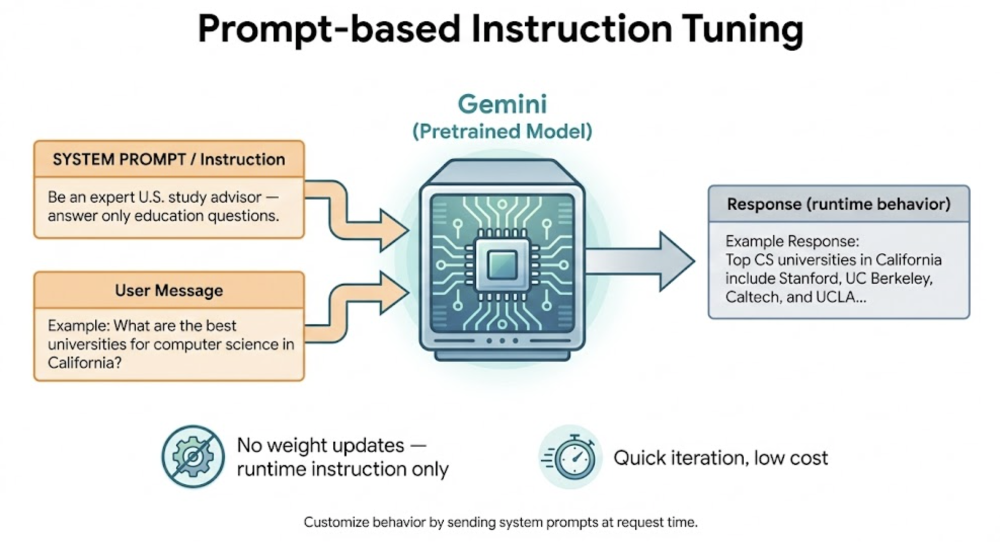 Prompt-based Instruction Tuning
Gemini
(Pretrained Model)
SYSTEM PROMPT / Instruction
Be an expert U.S. study advisor —
answer only education questions.
User Message
Example: What are the best
universities for computer science in
California?
Response (runtime behavior)
Example Response:
Top CS universities in California
include Stanford, UC Berkeley,
Caltech, and UCLA...
No weight updates —
runtime instruction only
Quick iteration, low cost
Customize behavior by sending system prompts at request time.